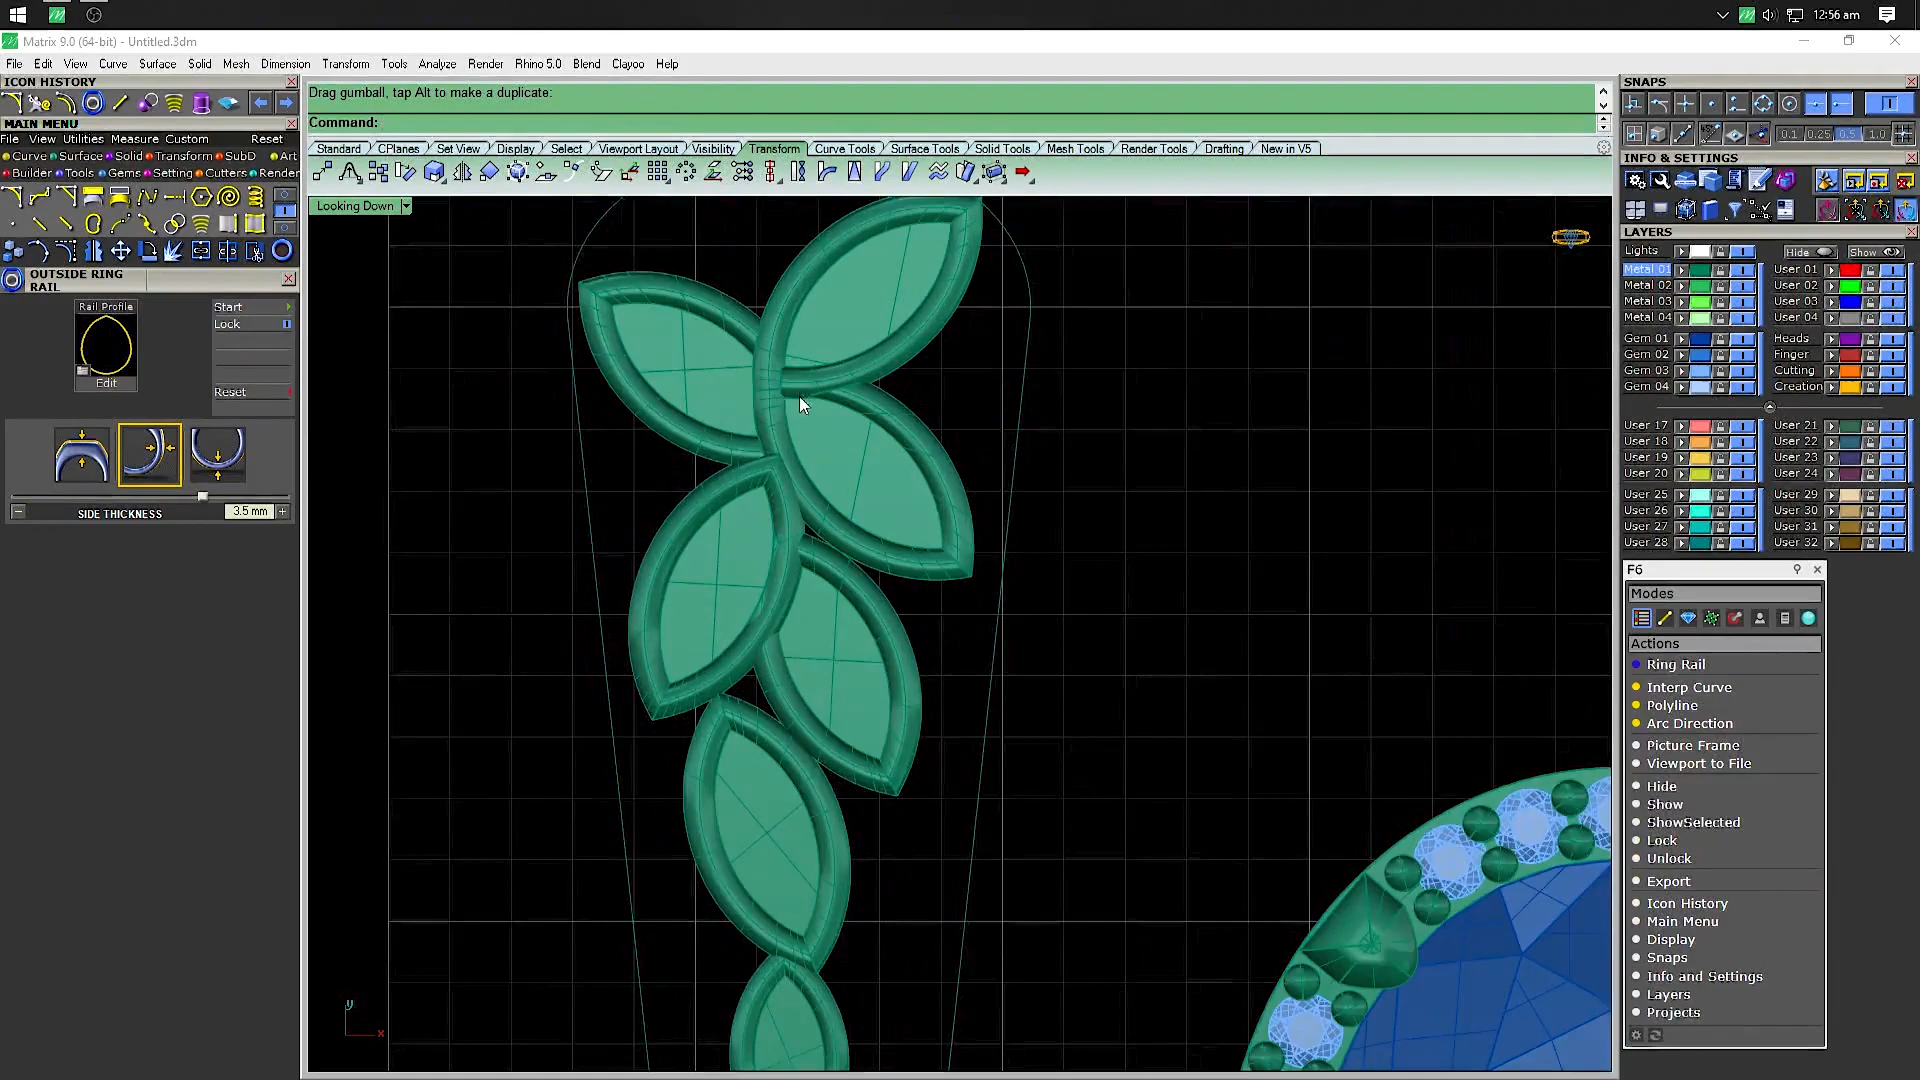 12:56 am
Matrix 9.0 (64-bit) - Untitled.3dm
File Edit View Curve Surface Solid Mesh Dimension Transform Tools Analyze Render Rhino 5.0 Blend Clayoo Help
ICON HISTORY
MAIN MENU
File View Utilities Measure Custom Reset
Curve Surface Solid Transform SubD Art
Builder Tools Gems Setting Cutters Render
OUTSIDE RING
RAIL
Rail Profile
Edit
Start
Lock
Reset
SIDE THICKNESS 3.5 mm
Drag gumball, tap Alt to make a duplicate:
Command:
Standard CPlanes Set View Display Select Viewport Layout Visibility Transform Curve Tools Surface Tools Solid Tools Mesh Tools Render Tools Drafting New in V5
Looking Down
y
x
SNAPS
0.1 0.25 0.5 1.0
INFO & SETTINGS
LAYERS
Lights Hide Show
Metal 01 User 01
Metal 02 User 02
Metal 03 User 03
Metal 04 User 04
Gem 01 Heads
Gem 02 Finger
Gem 03 Cutting
Gem 04 Creation
User 17 User 21
User 18 User 22
User 19 User 23
User 20 User 24
User 25 User 29
User 26 User 30
User 27 User 31
User 28 User 32
F6
Modes
Actions
Ring Rail
Interp Curve
Polyline
Arc Direction
Picture Frame
Viewport to File
Hide
Show
ShowSelected
Lock
Unlock
Export
Icon History
Main Menu
Display
Snaps
Info and Settings
Layers
Projects